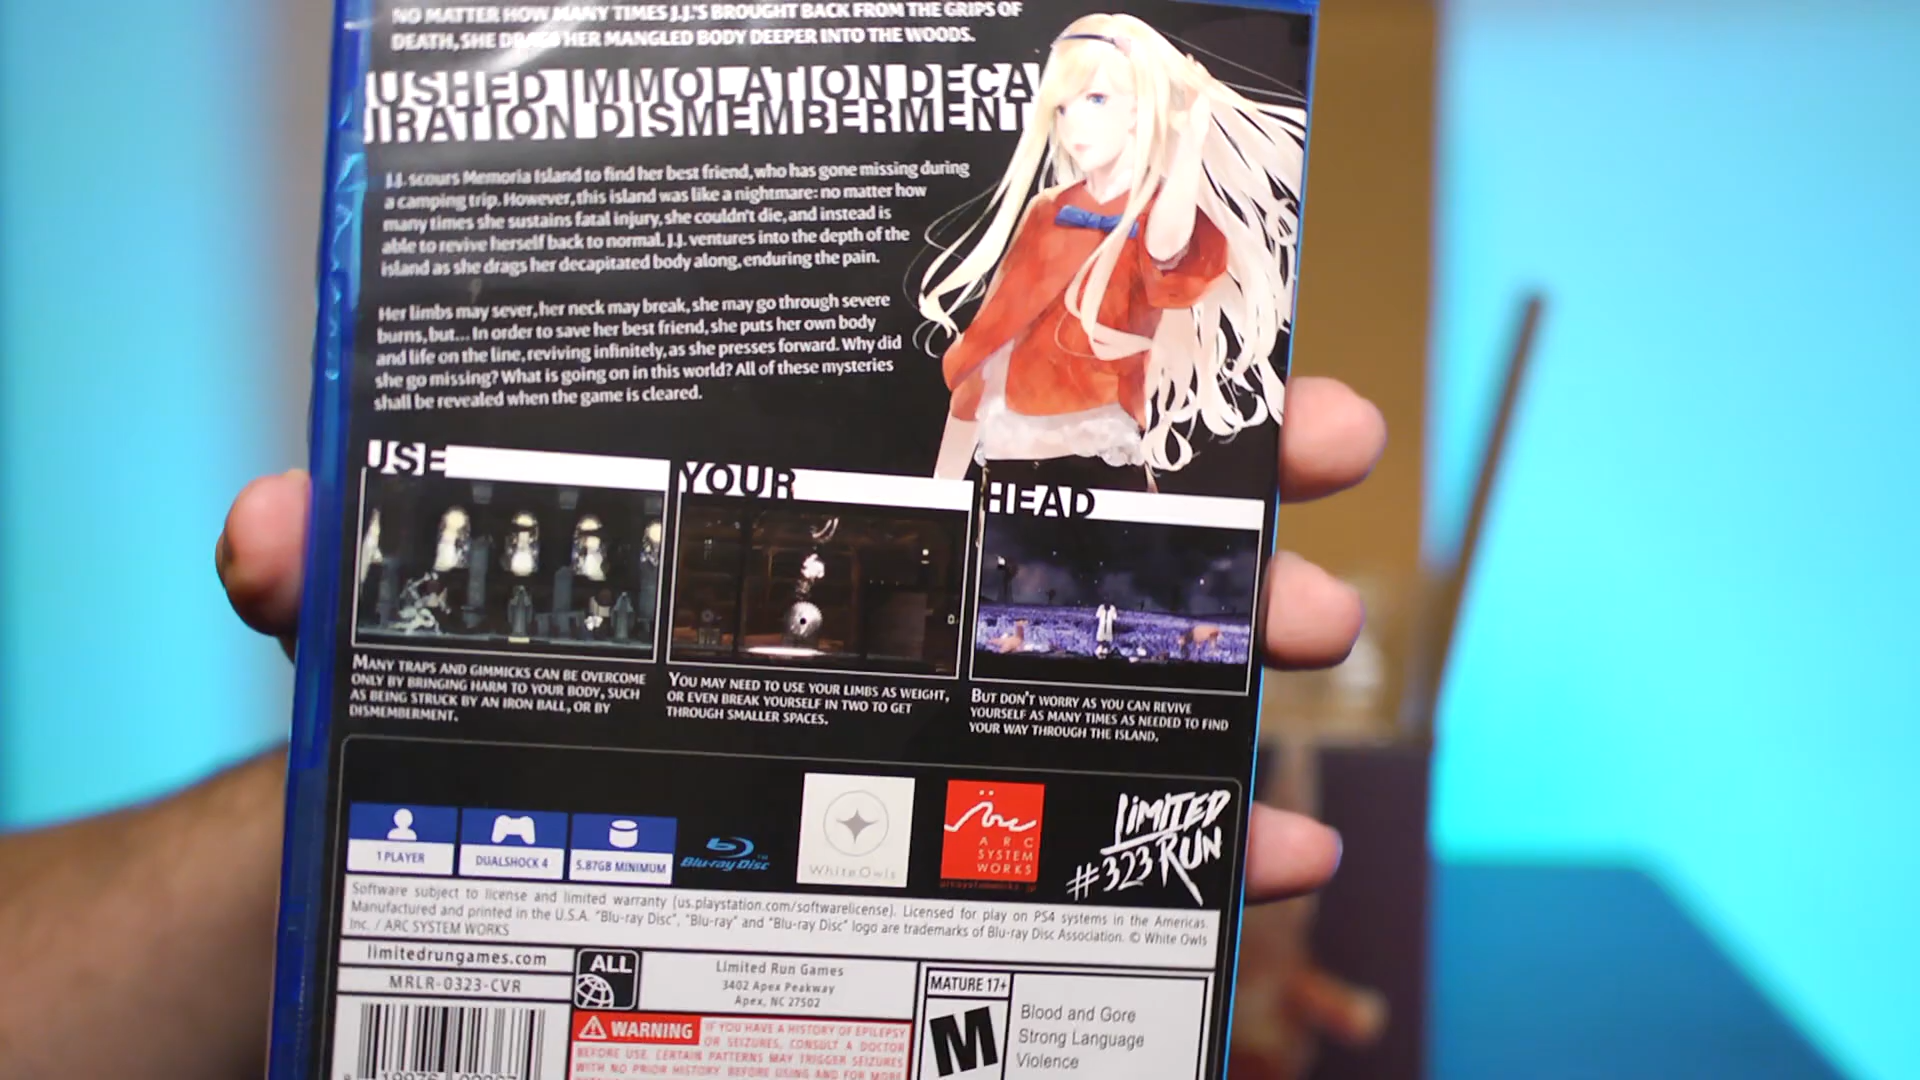 NO MATTER HOW MANY TIMES J.J.'S BROUGHT BACK FROM THE GRIPS OF
DEATH, SHE DRAGS HER MANGLED BODY DEEPER INTO THE WOODS.
USHED IMMOLATION DECA
RATION DISMEMBERMENT
J.J. scours Memoria Island to find her best friend, who has gone missing during
a camping trip. However, this island was like a nightmare: no matter how
many times she sustains fatal injury, she couldn't die, and instead is
able to revive herself back to normal. J.J. ventures into the depth of the
island as she drags her decapitated body along, enduring the pain.
Her limbs may sever, her neck may break, she may go through severe
burns, but... In order to save her best friend, she puts her own body
and life on the line, reviving infinitely, as she presses forward. Why did
she go missing? What is going on in this world? All of these mysteries
shall be revealed when the game is cleared.
USE
YOUR
HEAD
MANY TRAPS AND GIMMICKS CAN BE OVERCOME
ONLY BY BRINGING HARM TO YOUR BODY, SUCH
AS BEING STRUCK BY AN IRON BALL, OR BY
DISMEMBERMENT.
YOU MAY NEED TO USE YOUR LIMBS AS WEIGHT,
OR EVEN BREAK YOURSELF IN TWO TO GET
THROUGH SMALLER SPACES.
BUT DON'T WORRY AS YOU CAN REVIVE
YOURSELF AS MANY TIMES AS NEEDED TO FIND
YOUR WAY THROUGH THE ISLAND.
1 PLAYER
DUALSHOCK 4
5.87GB MINIMUM
Blu-ray Disc
White Owls
ARC
SYSTEM
WORKS
arcsystemworks.jp
LIMITED
#323 RUN
Software subject to license and limited warranty (us.playstation.com/softwarelicense). Licensed for play on PS4 systems in the Americas.
Manufactured and printed in the U.S.A. "Blu-ray Disc", "Blu-ray" and "Blu-ray Disc" logo are trademarks of Blu-ray Disc Association. © White Owls
Inc. / ARC SYSTEM WORKS
limitedrungames.com
MRLR-0323-CVR
ALL
Limited Run Games
3402 Apex Peakway
Apex, NC 27502
WARNING
IF YOU HAVE A HISTORY OF EPILEPSY
OR SEIZURES, CONSULT A DOCTOR
BEFORE USE. CERTAIN PATTERNS MAY TRIGGER SEIZURES
WITH NO PRIOR HISTORY. BEFORE USING AND FOR MORE
MATURE 17+
M
Blood and Gore
Strong Language
Violence